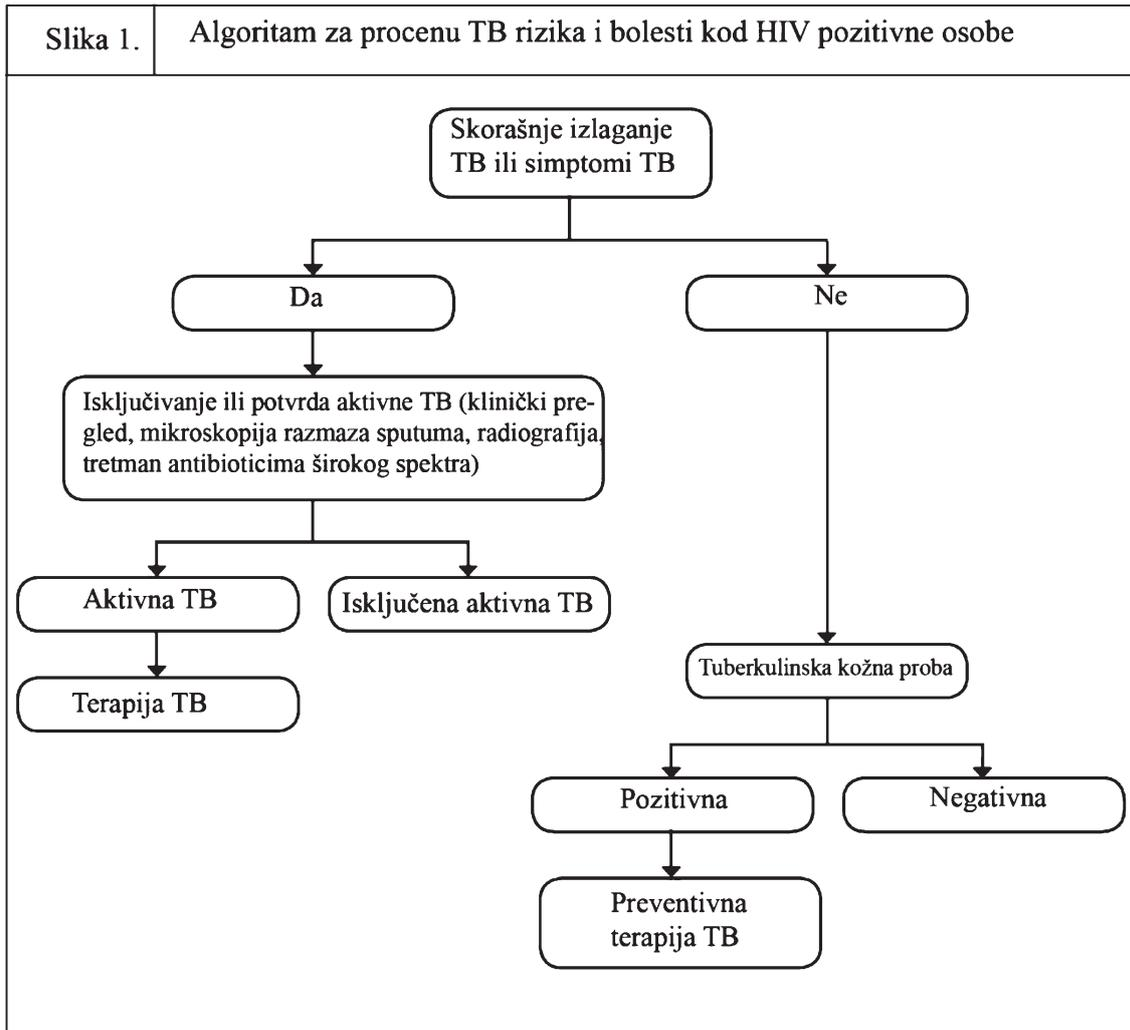 Slika 1.
Algoritam za procenu TB rizika i bolesti kod HIV pozitivne osobe
Skorašnje izlaganje
TB ili simptomi TB
Da
Ne
Isključivanje ili potvrda aktivne TB (klinički pre-
gled, mikroskopija razmaza sputuma, radiografija,
tretman antibioticima širokog spektra)
Aktivna TB
Isključena aktivna TB
Terapija TB
Tuberkulinska kožna proba
Pozitivna
Negativna
Preventivna
terapija TB